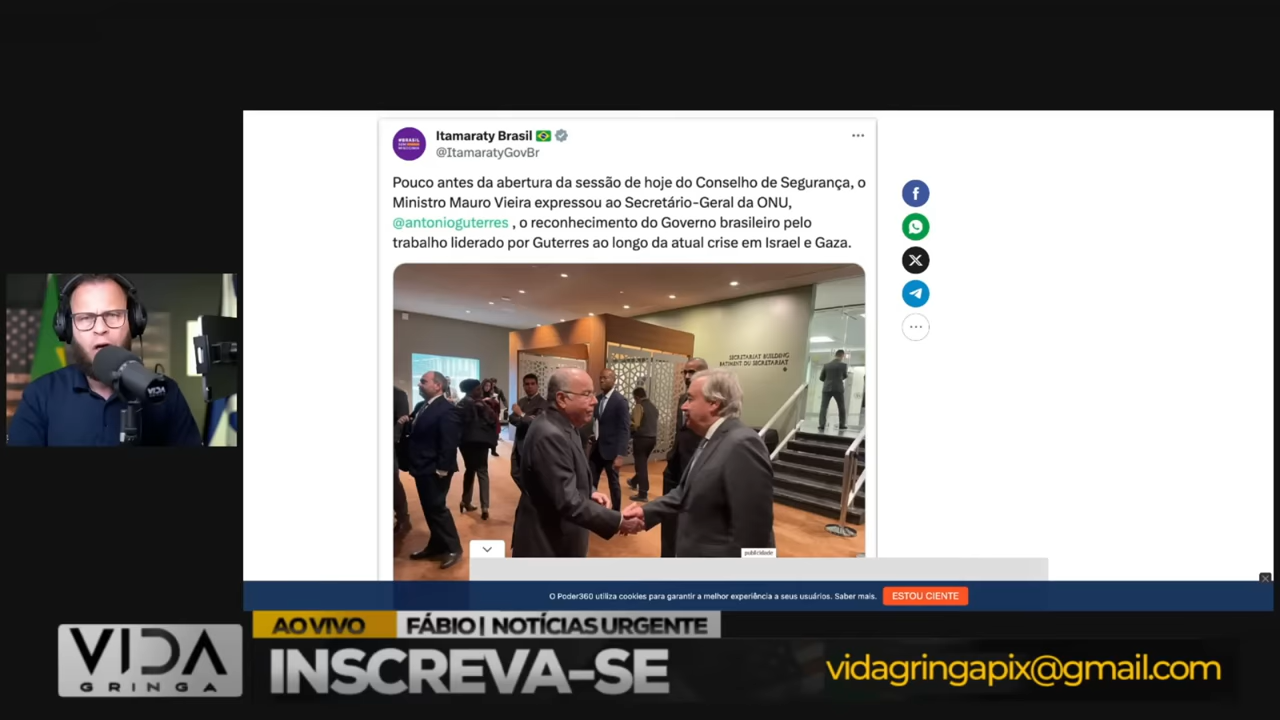 Itamaraty Brasil
@ItamaratyGovBr
Pouco antes da abertura da sessão de hoje do Conselho de Segurança, o
Ministro Mauro Vieira expressou ao Secretário-Geral da ONU,
@antonioguterres , o reconhecimento do Governo brasileiro pelo
trabalho liderado por Guterres ao longo da atual crise em Israel e Gaza.
SECRETARIAT BUILDING
BATIMENT DU SECRETARIAT
VIDA
publicidade
O Poder360 utiliza cookies para garantir a melhor experiência a seus usuários. Saber mais.
ESTOU CIENTE
AO VIVO
FÁBIO | NOTÍCIAS URGENTE
VIDA
GRINGA
INSCREVA-SE
vidagringapix@gmail.com